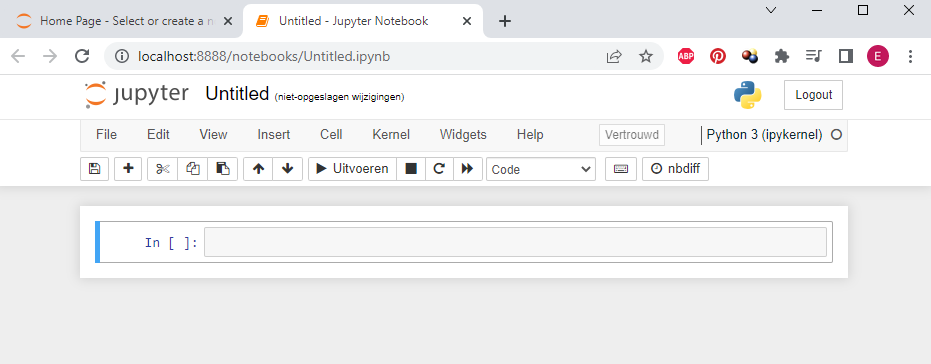 Home Page - Select or create a n
Untitled - Jupyter Notebook
localhost:8888/notebooks/Untitled.ipynb
ABP
E
jupyter Untitled (niet-opgeslagen wijzigingen)
Logout
File Edit View Insert Cell Kernel Widgets Help Vertrouwd Python 3 (ipykernel)
Uitvoeren Code nbdiff
In [ ]: